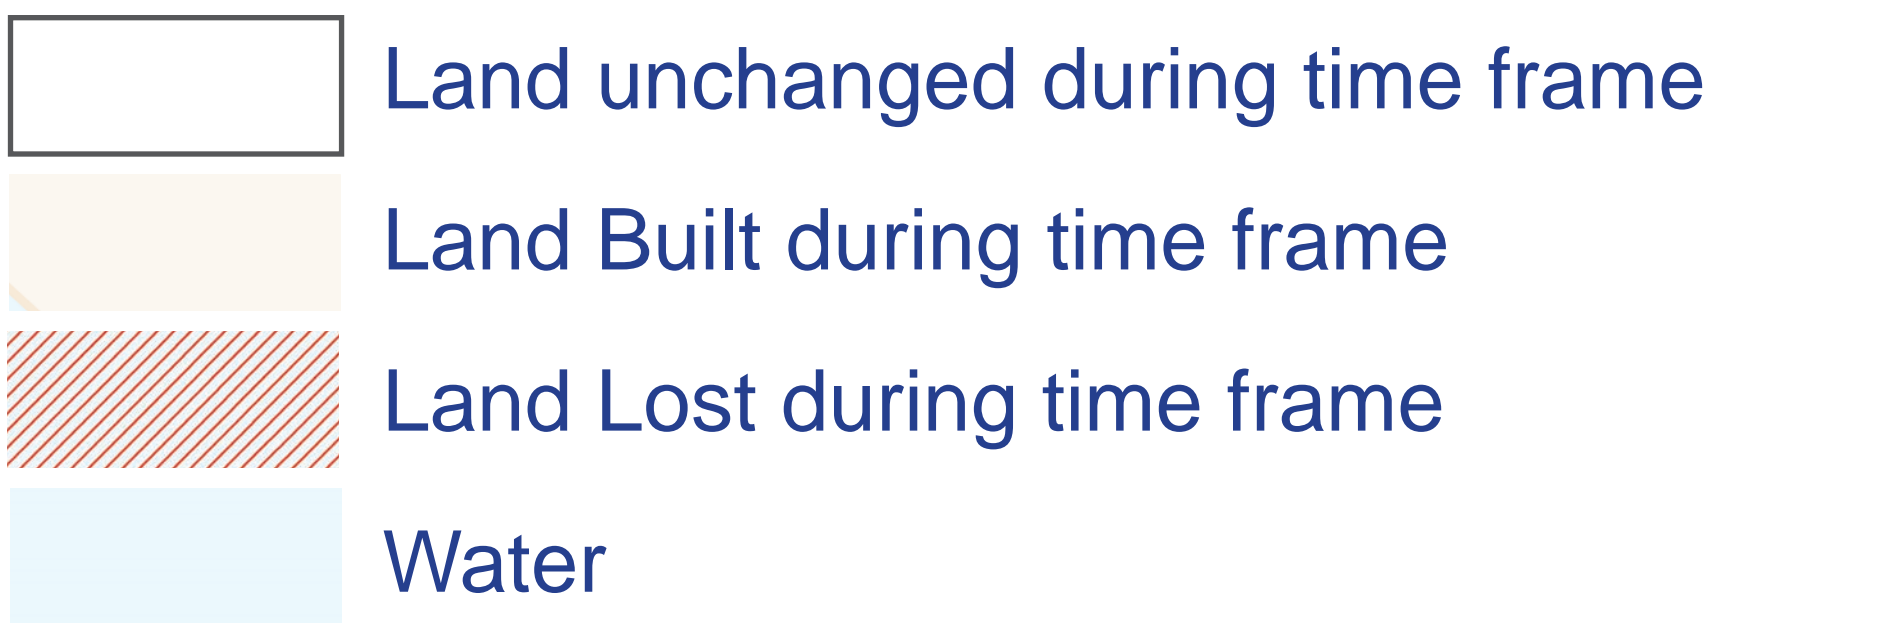 Land unchanged during time frame
Land Built during time frame
Land Lost during time frame
Water